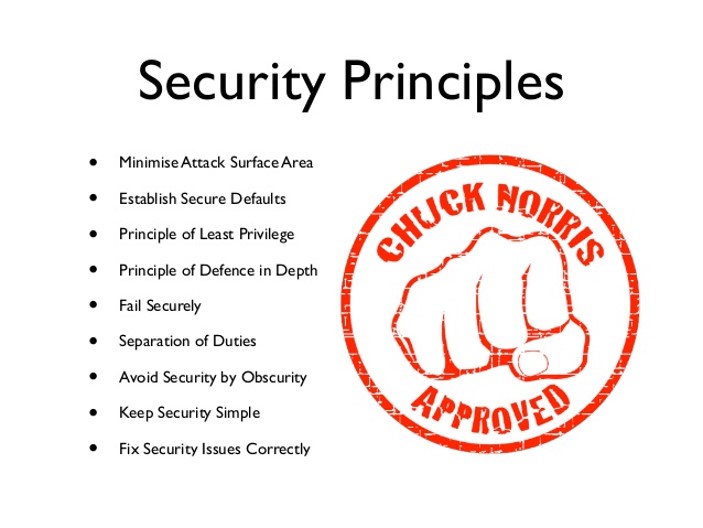 Security Principles
• Minimise Attack Surface Area
• Establish Secure Defaults
• Principle of Least Privilege
• Principle of Defence in Depth
• Fail Securely
• Separation of Duties
• Avoid Security by Obscurity
• Keep Security Simple
• Fix Security Issues Correctly
CHUCK NORRIS
APPROVED